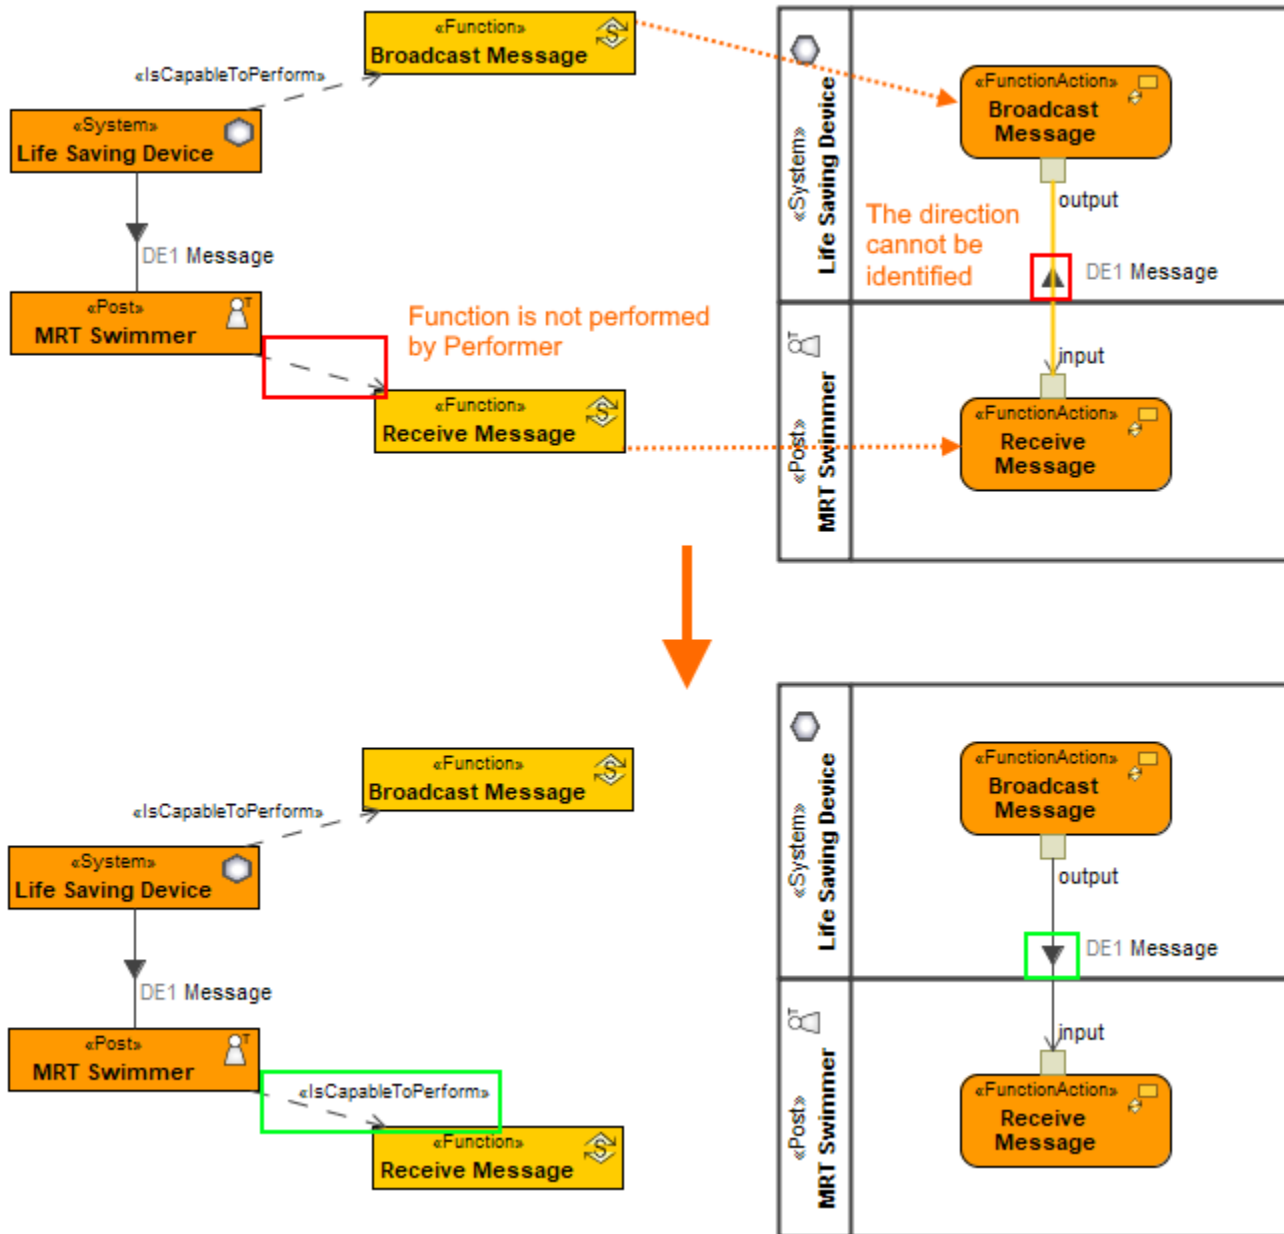 «Function»
Broadcast Message
«IsCapableToPerform»
«System»
Life Saving Device
DE1 Message
«Post»
MRT Swimmer
Function is not performed
by Performer
«Function»
Receive Message
«System»
Life Saving Device
«FunctionAction»
Broadcast
Message
output
The direction
cannot be
identified
DE1 Message
«Post»
MRT Swimmer
input
«FunctionAction»
Receive
Message
«Function»
Broadcast Message
«IsCapableToPerform»
«System»
Life Saving Device
DE1 Message
«Post»
MRT Swimmer
«IsCapableToPerform»
«Function»
Receive Message
«System»
Life Saving Device
«FunctionAction»
Broadcast
Message
output
DE1 Message
«Post»
MRT Swimmer
input
«FunctionAction»
Receive
Message